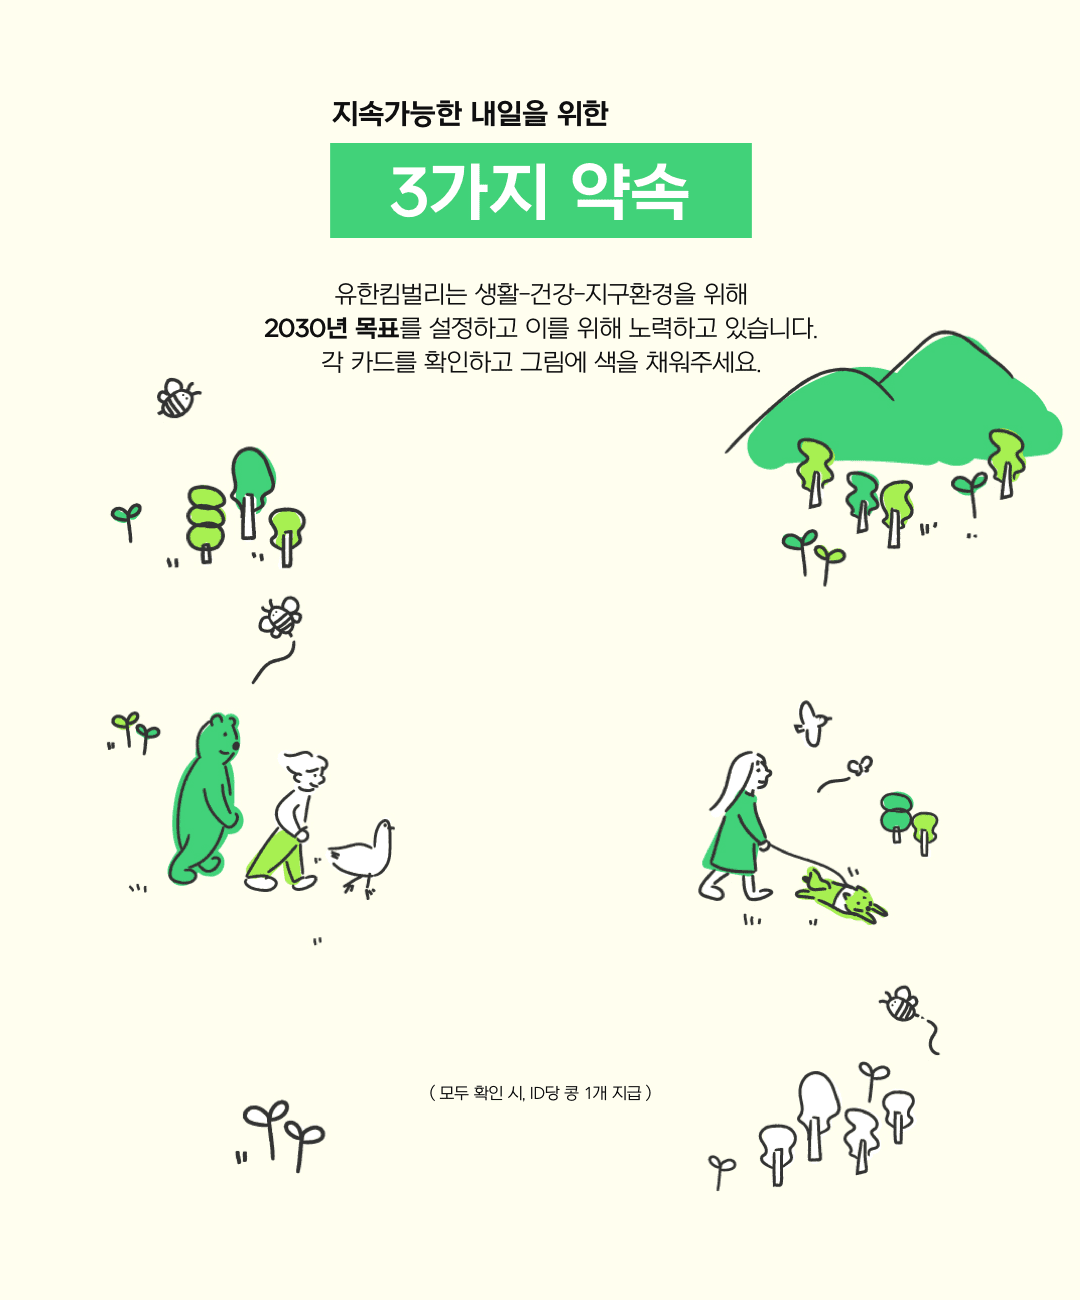 지속가능한 내일을 위한
3가지 약속
유한킴벌리는 생활-건강-지구환경을 위해
2030년 목표를 설정하고 이를 위해 노력하고 있습니다.
각 카드를 확인하고 그림에 색을 채워주세요.
( 모두 확인 시, ID당 콩 1개 지급 )